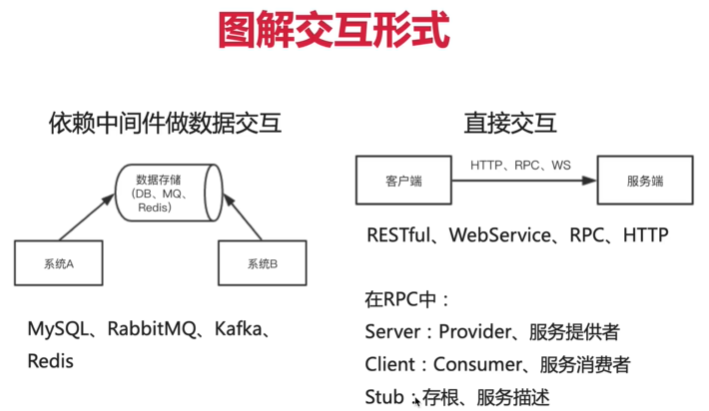 图解交互形式
依赖中间件做数据交互
数据存储
（DB、MQ、
Redis）
系统A
系统B
MySQL、RabbitMQ、Kafka、
Redis
直接交互
客户端
HTTP、RPC、WS
服务端
RESTful、WebService、RPC、HTTP
在RPC中：
Server：Provider、服务提供者
Client：Consumer、服务消费者
Stub：存根、服务描述